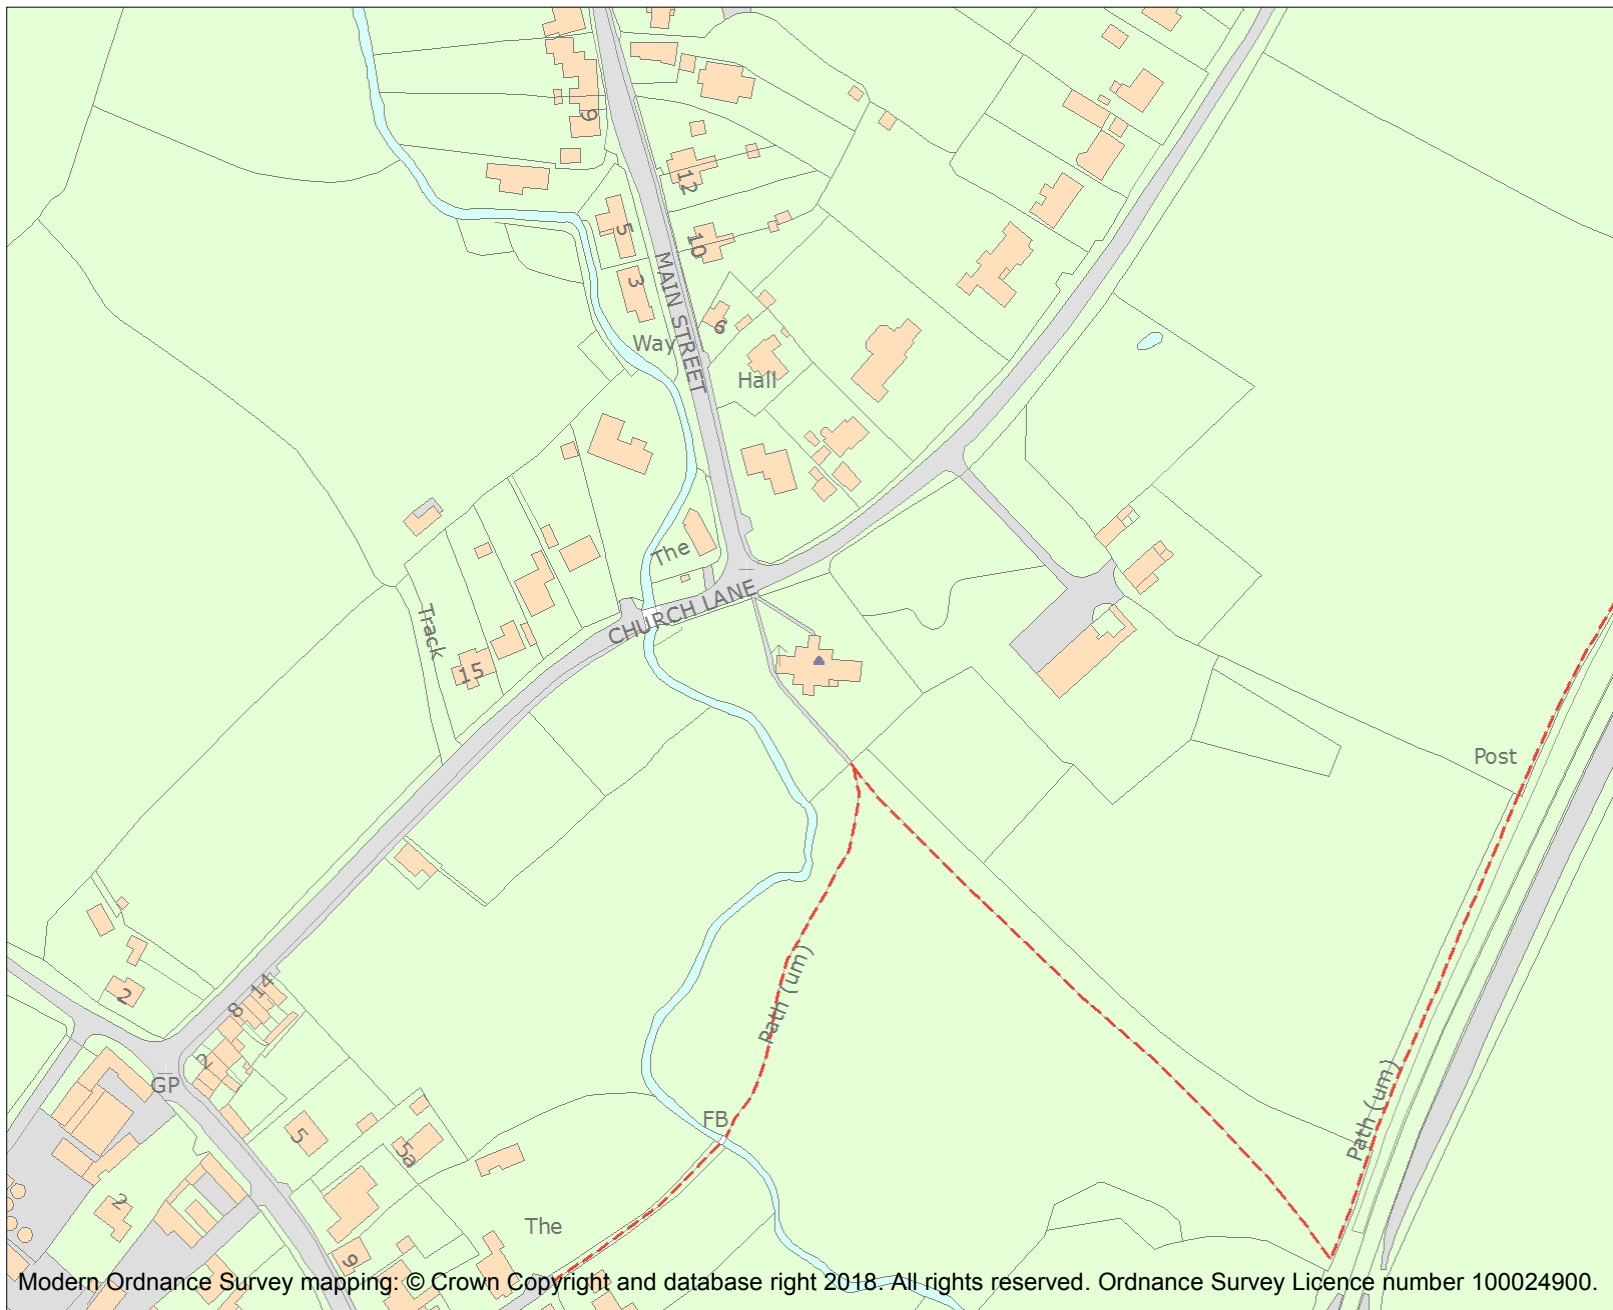 9
12
5
10
MAIN STREET
3
6
Way
Hall
The
CHURCH LANE
Track
15
Post
Path (um)
2
14
8
2
GP
FB
Path (um)
5
5a
2
The
9
Modern Ordnance Survey mapping: © Crown Copyright and database right 2018. All rights reserved. Ordnance Survey Licence number 100024900.